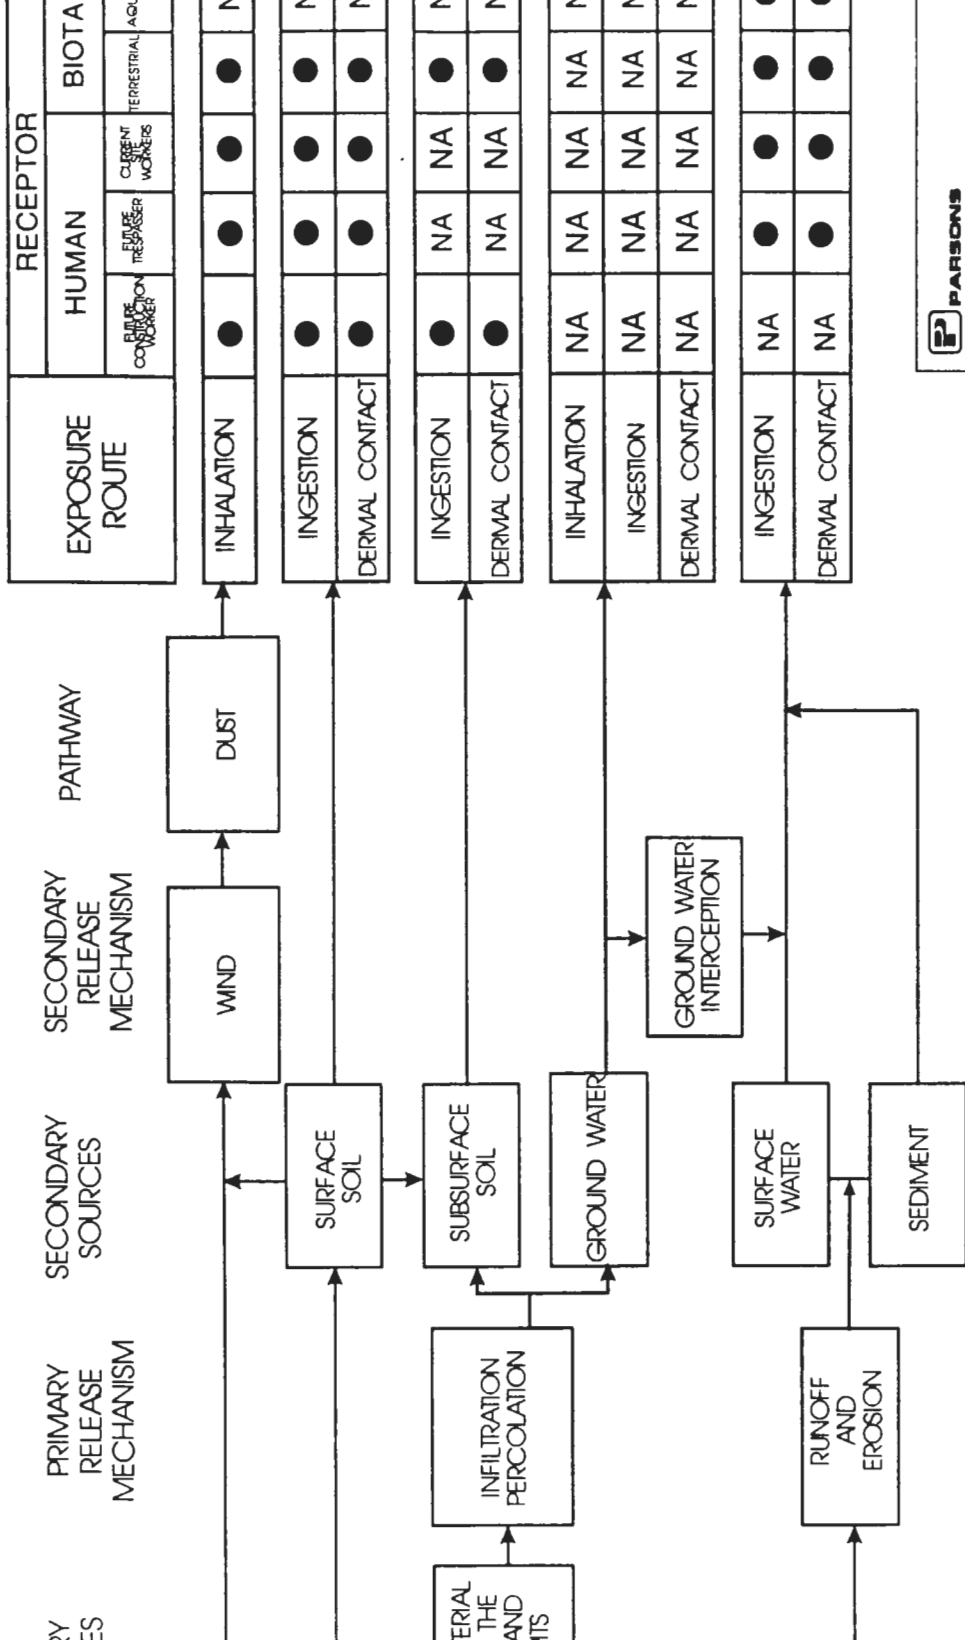 PRIMARY
RELEASE
MECHANISM
SECONDARY
SOURCES
SECONDARY
RELEASE
MECHANISM
PATHWAY
EXPOSURE
ROUTE
RECEPTOR
HUMAN
BIOTA
FUTURE
CONSTRUCTION
WORKER
FUTURE
TRESPASSER
CURRENT
SITE
WORKERS
TERRESTRIAL
WIND
DUST
INHALATION
● ● ● ●
SURFACE
SOIL
INGESTION
● ● ● ●
DERMAL CONTACT
● ● ● ●
THE
AND
INFILTRATION
PERCOLATION
SUBSURFACE
SOIL
INGESTION
● NA NA ●
DERMAL CONTACT
● NA NA ●
GROUND WATER
GROUND WATER
INTERCEPTION
INHALATION
NA NA NA NA
INGESTION
NA NA NA NA
DERMAL CONTACT
NA NA NA NA
RUNOFF
AND
EROSION
SURFACE
WATER
SEDIMENT
INGESTION
NA ● ● ●
DERMAL CONTACT
NA ● ● ●
PARSONS